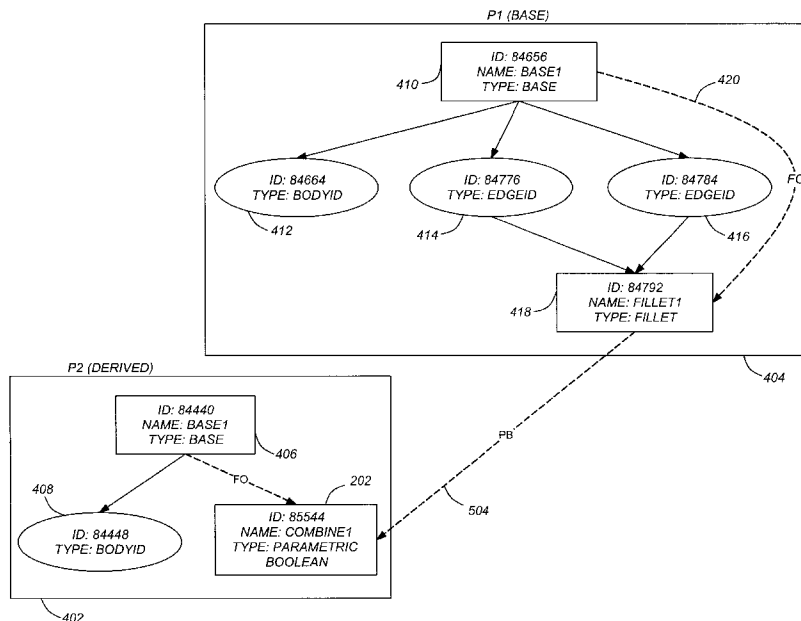 P1 (BASE)
ID: 84656
NAME: BASE1
TYPE: BASE
410
420
FO
ID: 84664
TYPE: BODYID
412
ID: 84776
TYPE: EDGEID
414
ID: 84784
TYPE: EDGEID
416
ID: 84792
NAME: FILLET1
TYPE: FILLET
418
404
P2 (DERIVED)
ID: 84440
NAME: BASE1
TYPE: BASE
406
PB
FO
202
408
504
ID: 84448
TYPE: BODYID
ID: 85544
NAME: COMBINE1
TYPE: PARAMETRIC
BOOLEAN
402